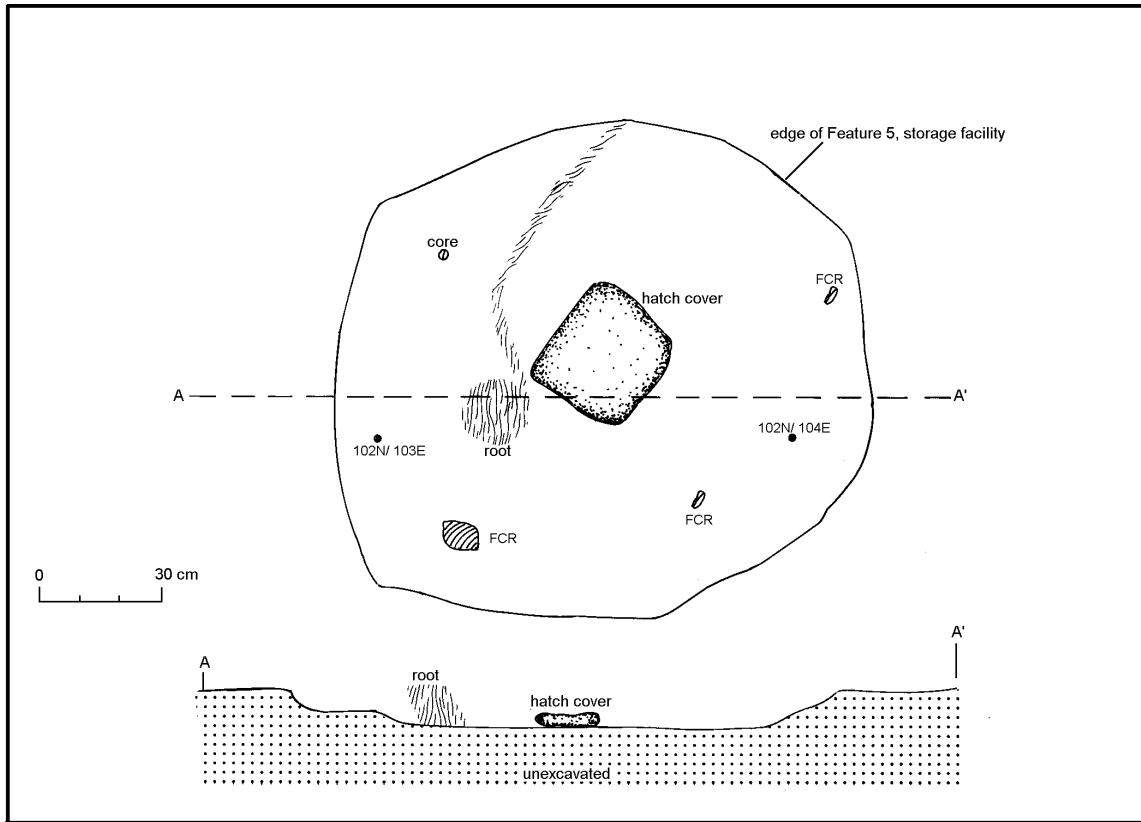 edge of Feature 5, storage facility
core
FCR
hatch cover
A
A'
102N/ 103E
root
102N/ 104E
FCR
FCR
0
30 cm
A
A'
root
hatch cover
unexcavated